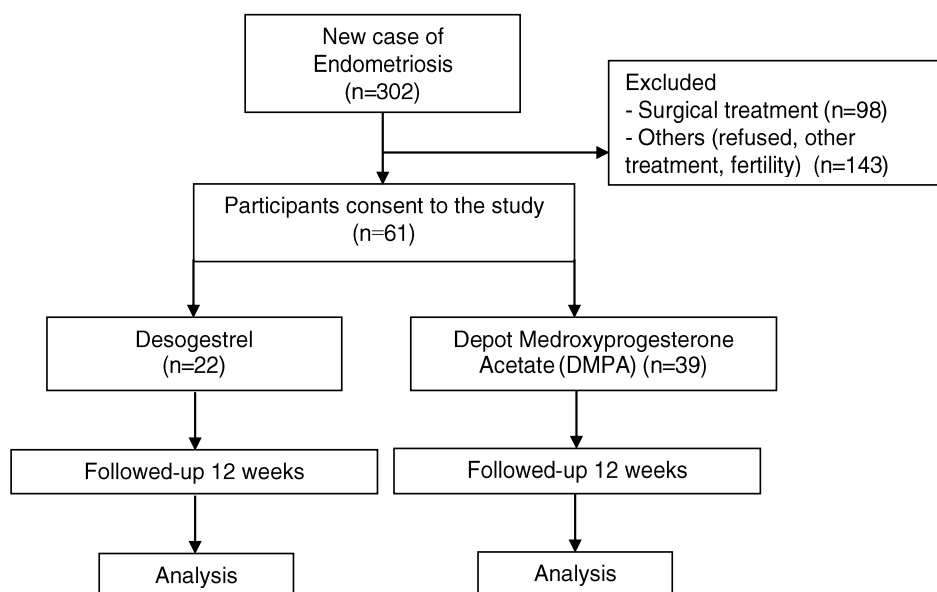 New case of
Endometriosis
(n=302)
Excluded
- Surgical treatment (n=98)
- Others (refused, other
treatment, fertility) (n=143)
Participants consent to the study
(n=61)
Desogestrel
(n=22)
Depot Medroxyprogesterone
Acetate (DMPA) (n=39)
Followed-up 12 weeks
Followed-up 12 weeks
Analysis
Analysis